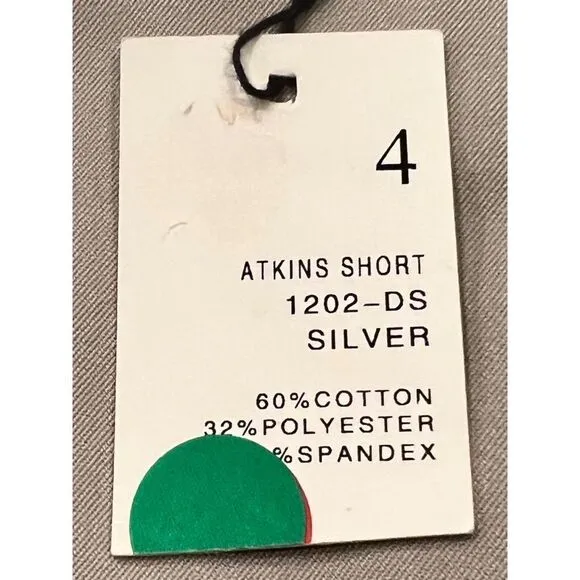 4
ATKINS SHORT
1202-DS
SILVER
60%COTTON
32%POLYESTER
%SPANDEX